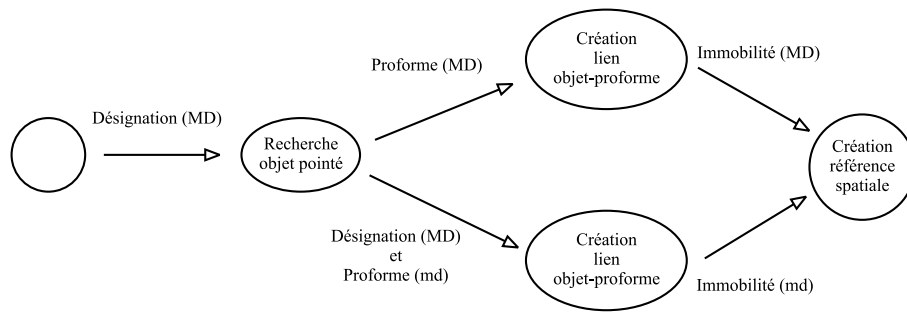 Désignation (MD)
Recherche
objet pointé
Proforme (MD)
Création
lien
objet-proforme
Immobilité (MD)
Désignation (MD)
et
Proforme (md)
Création
lien
objet-proforme
Immobilité (md)
Création
référence
spatiale